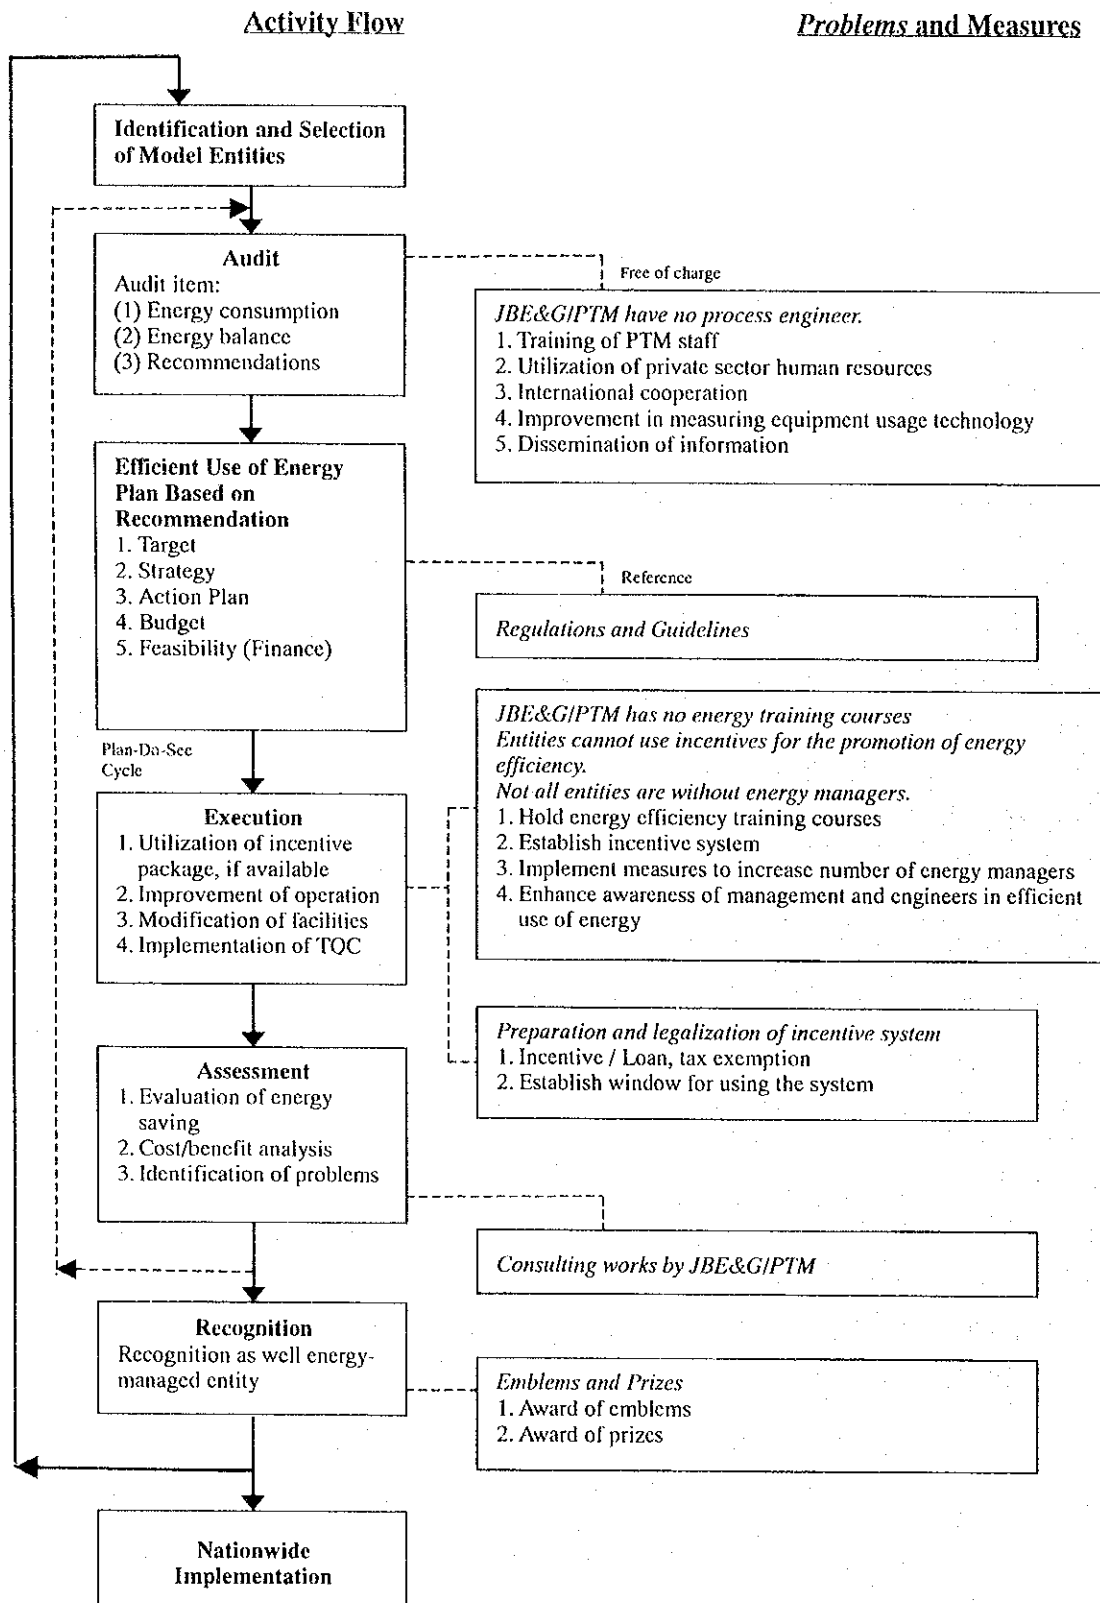 Activity Flow
Problems and Measures
Identification and Selection
of Model Entities
Audit
Audit item:
(1) Energy consumption
(2) Energy balance
(3) Recommendations
Free of charge
JBE&G/PTM have no process engineer.
1. Training of PTM staff
2. Utilization of private sector human resources
3. International cooperation
4. Improvement in measuring equipment usage technology
5. Dissemination of information
Efficient Use of Energy
Plan Based on
Recommendation
1. Target
2. Strategy
3. Action Plan
4. Budget
5. Feasibility (Finance)
Reference
Regulations and Guidelines
Plan-Do-See
Cycle
JBE&G/PTM has no energy training courses
Entities cannot use incentives for the promotion of energy
efficiency.
Not all entities are without energy managers.
1. Hold energy efficiency training courses
2. Establish incentive system
3. Implement measures to increase number of energy managers
4. Enhance awareness of management and engineers in efficient
use of energy
Execution
1. Utilization of incentive
package, if available
2. Improvement of operation
3. Modification of facilities
4. Implementation of TQC
Preparation and legalization of incentive system
1. Incentive / Loan, tax exemption
2. Establish window for using the system
Assessment
1. Evaluation of energy
saving
2. Cost/benefit analysis
3. Identification of problems
Consulting works by JBE&G/PTM
Recognition
Recognition as well energy-
managed entity
Emblems and Prizes
1. Award of emblems
2. Award of prizes
Nationwide
Implementation